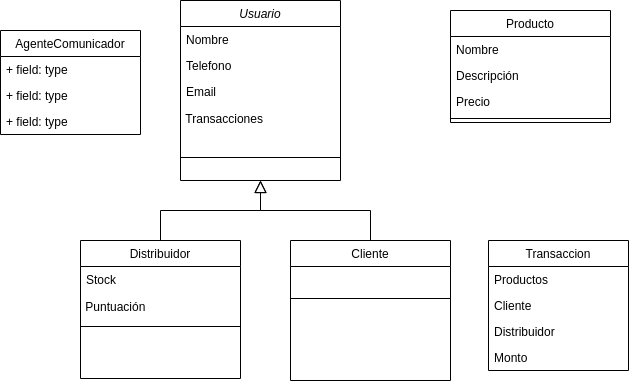 AgenteComunicador
+ field: type
+ field: type
+ field: type
Usuario
Nombre
Telefono
Email
Transacciones
Producto
Nombre
Descripción
Precio
Distribuidor
Stock
Puntuación
Cliente
Transaccion
Productos
Cliente
Distribuidor
Monto